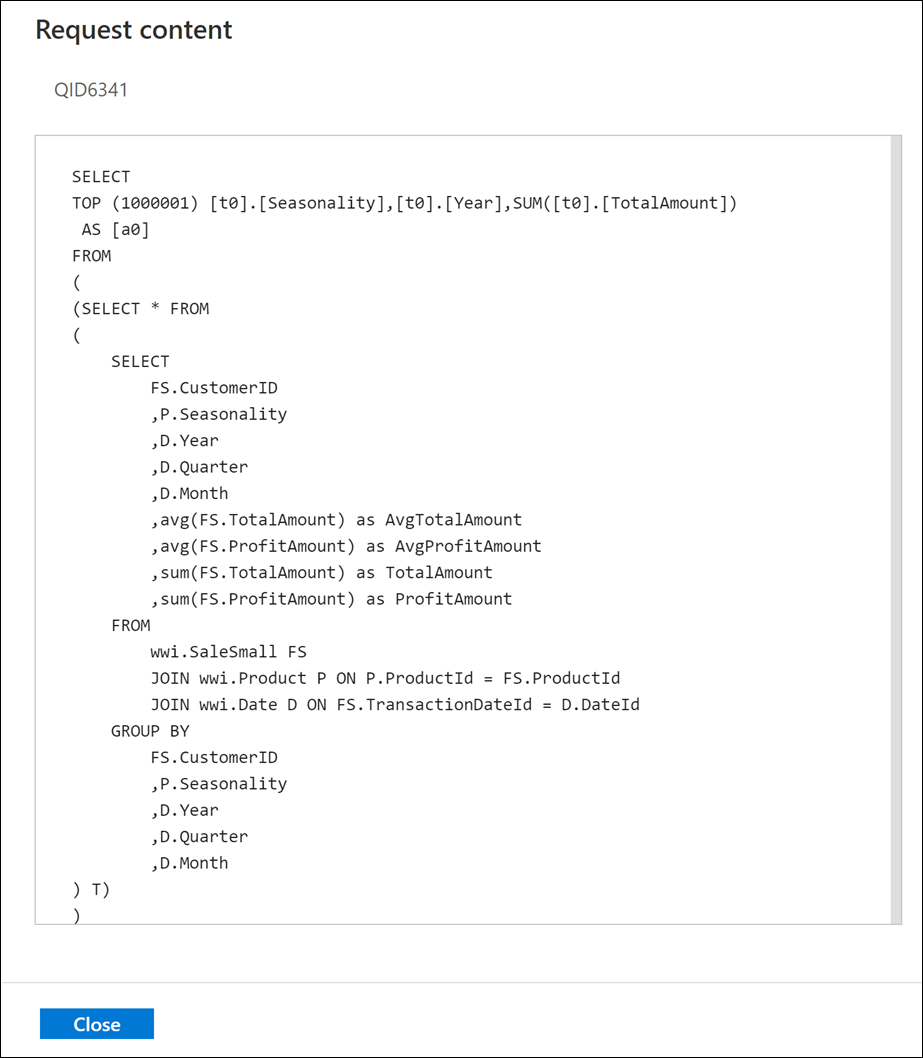 Request content
QID6341
SELECT
TOP (1000001) [t0].[Seasonality],[t0].[Year],SUM([t0].[TotalAmount])
 AS [a0]
FROM
(
(SELECT * FROM
(
    SELECT
        FS.CustomerID
        ,P.Seasonality
        ,D.Year
        ,D.Quarter
        ,D.Month
        ,avg(FS.TotalAmount) as AvgTotalAmount
        ,avg(FS.ProfitAmount) as AvgProfitAmount
        ,sum(FS.TotalAmount) as TotalAmount
        ,sum(FS.ProfitAmount) as ProfitAmount
    FROM
        wwi.SaleSmall FS
        JOIN wwi.Product P ON P.ProductId = FS.ProductId
        JOIN wwi.Date D ON FS.TransactionDateId = D.DateId
    GROUP BY
        FS.CustomerID
        ,P.Seasonality
        ,D.Year
        ,D.Quarter
        ,D.Month
) T)
)
Close